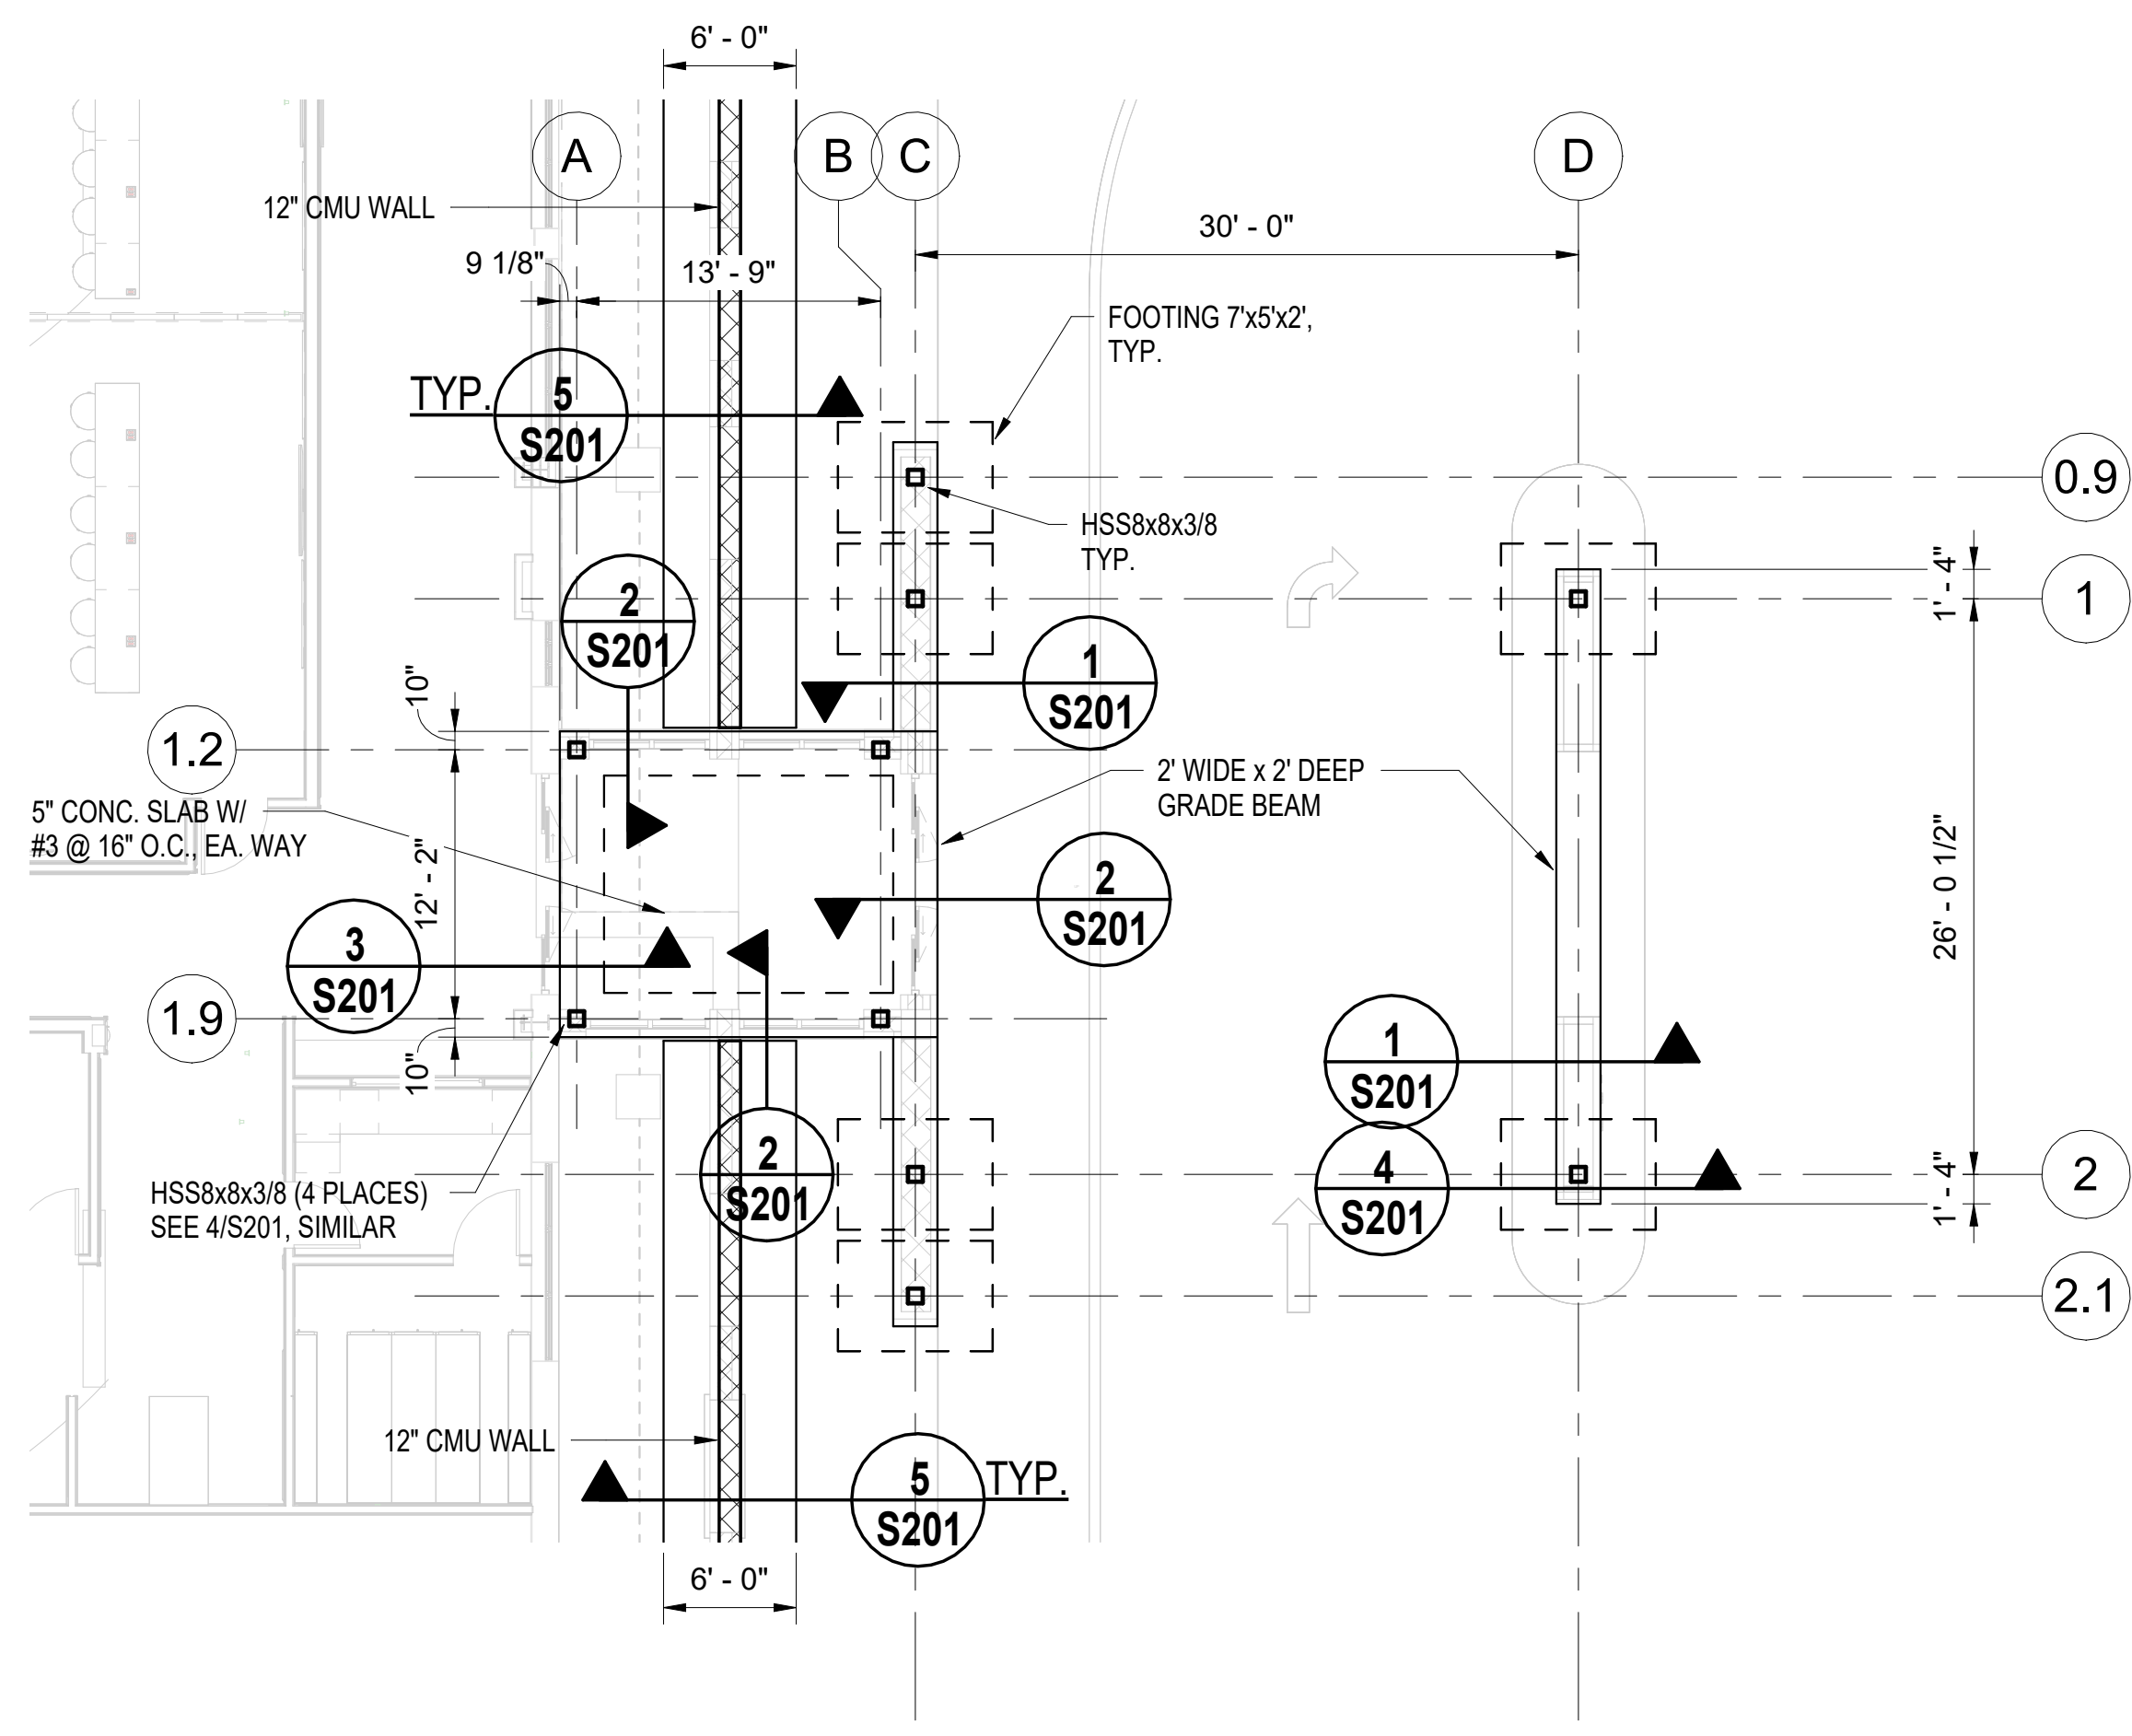 6' - 0"
A
B
C
D
12" CMU WALL
30' - 0"
9 1/8"
13' - 9"
FOOTING 7'x5'x2',
TYP.
TYP.
5
S201
0.9
HSS8x8x3/8
TYP.
1' - 4"
1
2
S201
1
S201
10"
1.2
2' WIDE x 2' DEEP
GRADE BEAM
5" CONC. SLAB W/
#3 @ 16" O.C., EA. WAY
12' - 2"
26' - 0 1/2"
2
S201
3
S201
1.9
10"
1
S201
2
S201
4
S201
1' - 4"
2
HSS8x8x3/8 (4 PLACES)
SEE 4/S201, SIMILAR
2.1
12" CMU WALL
5
S201
TYP.
6' - 0"